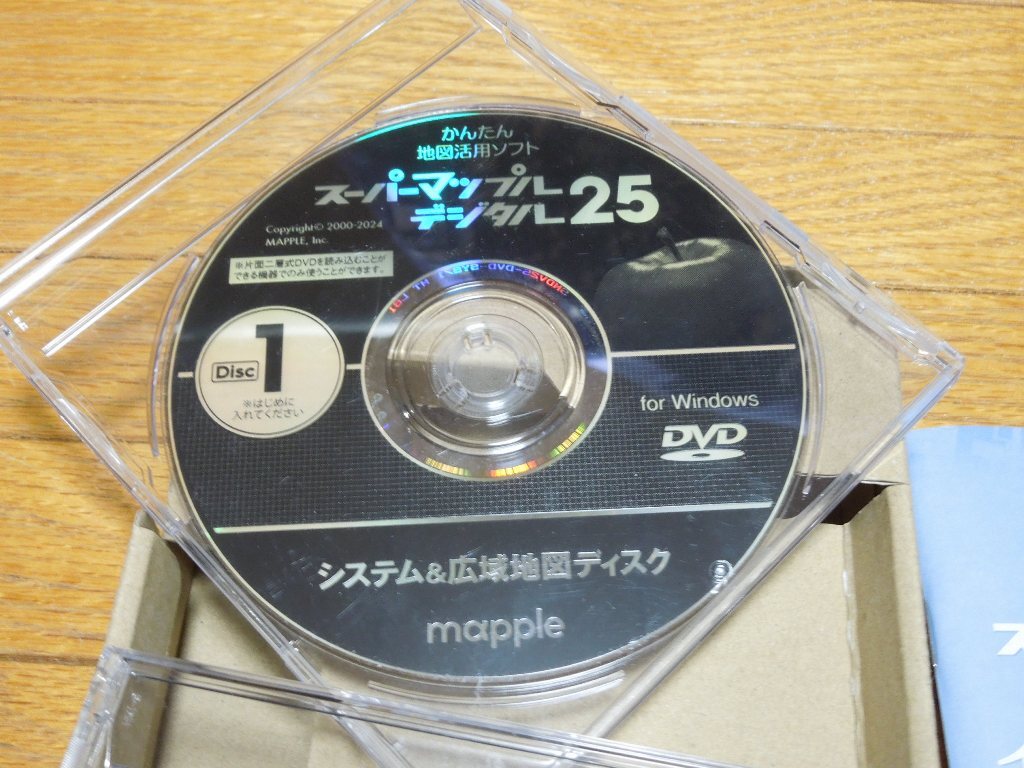 かんたん
地図活用ソフト
スーパーマップル
デジタル25
Copyright© 2000-2024
MAPPLE, Inc.
※片面二層式DVDを読み込むことが
できる機器でのみ使うことができます。
Disc 1
※はじめに
入れてください
for Windows
DVD
システム&広域地図ディスク
mapple